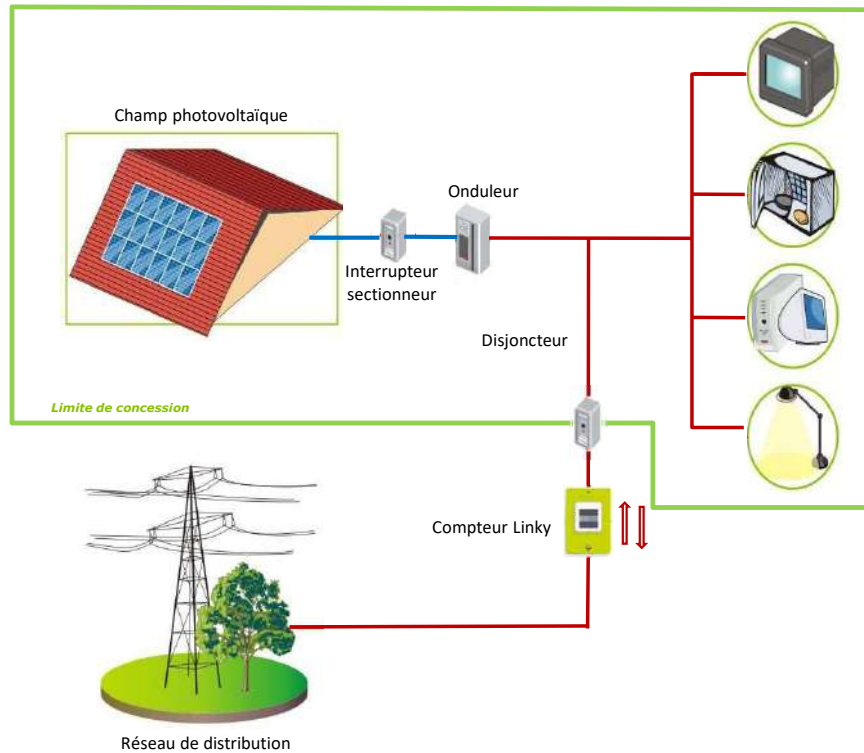 Champ photovoltaïque
Onduleur
Interrupteur
sectionneur
Disjoncteur
Limite de concession
Compteur Linky
Réseau de distribution